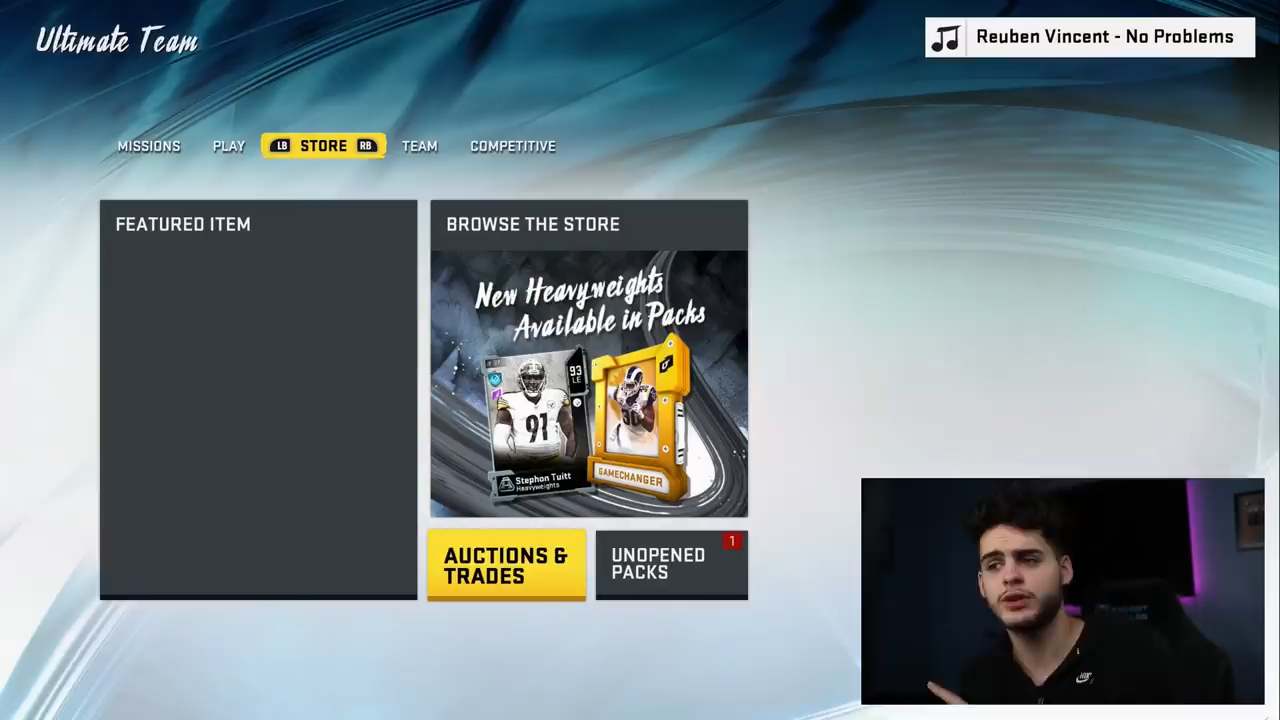 Ultimate Team
Reuben Vincent - No Problems
MISSIONS
PLAY
LB STORE RB
TEAM
COMPETITIVE
FEATURED ITEM
BROWSE THE STORE
New Heavyweights
Available in Packs
93
LE
91
Stephon Tuitt
Heavyweights
GAMECHANGER
AUCTIONS &
TRADES
1
UNOPENED
PACKS